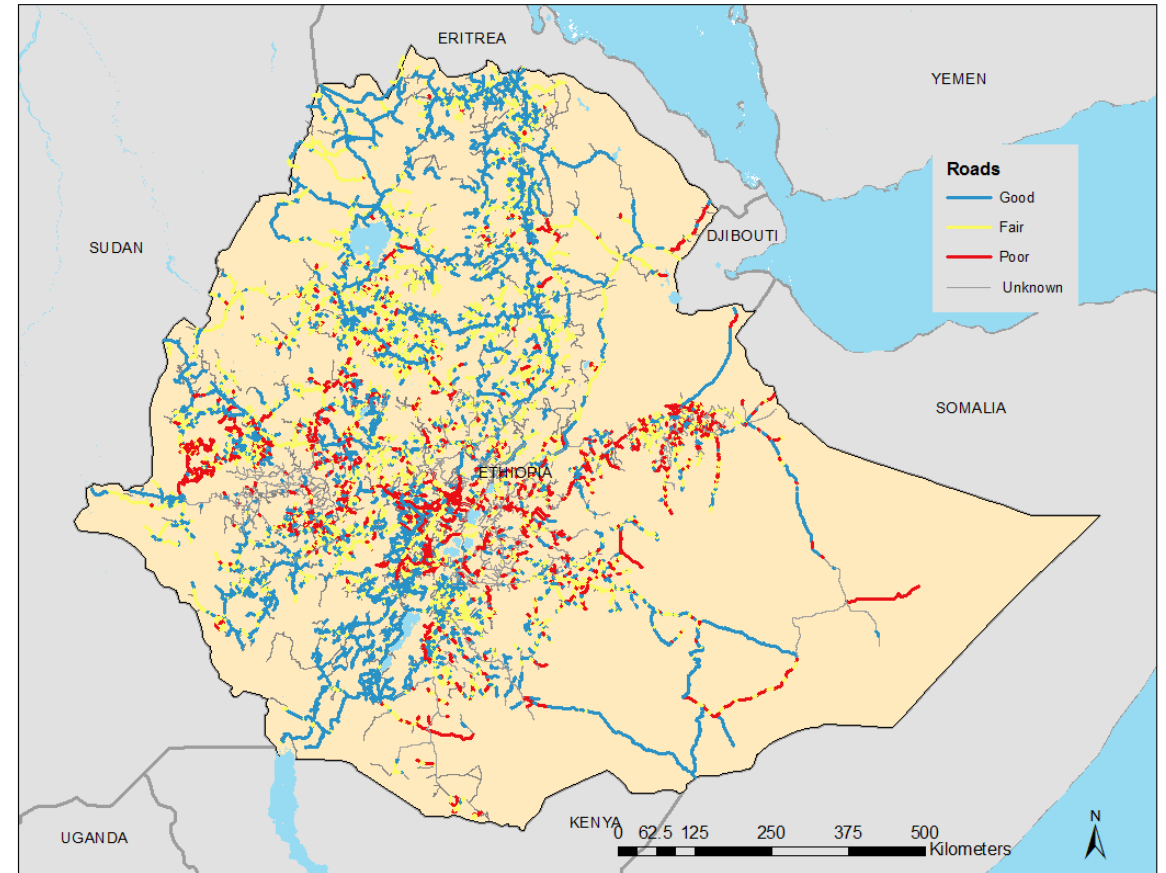 ERITREA
YEMEN
Roads
Good
Fair
Poor
Unknown
DJIBOUTI
SUDAN
SOMALIA
ETHIOPIA
KENYA
UGANDA
0 62.5 125 250 375 500
Kilometers
N